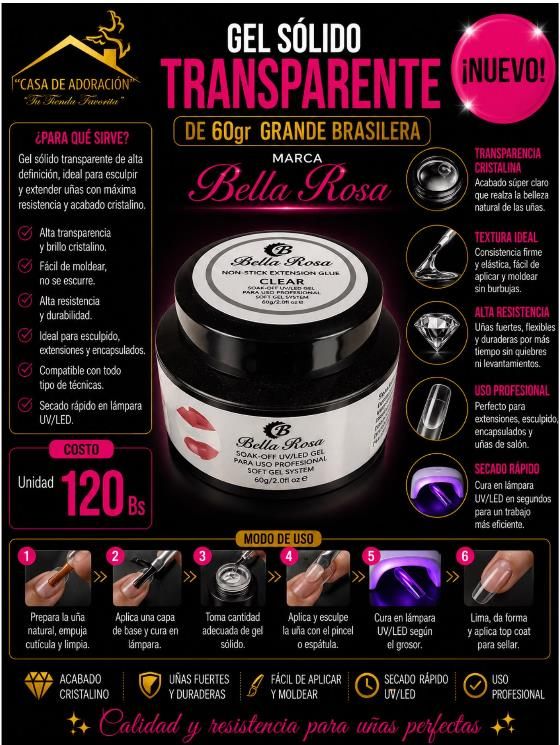 "CASA DE ADORACIÓN"
"Tu Tienda Favorita"
GEL SÓLIDO
TRANSPARENTE
¡NUEVO!
DE 60gr GRANDE BRASILERA
MARCA
Bella Rosa
¿PARA QUÉ SIRVE?
Gel sólido transparente de alta
definición, ideal para esculpir
y extender uñas con máxima
resistencia y acabado cristalino.
Alta transparencia
y brillo cristalino.
Fácil de moldear,
no se escurre.
Alta resistencia
y durabilidad.
Ideal para esculpido,
extensiones y encapsulados.
Compatible con todo
tipo de técnicas.
Secado rápido en lámpara
UV/LED.
COSTO
Unidad 120 Bs
B
Bella Rosa
NON-STICK EXTENSION GLUE
CLEAR
SOAK-OFF UV/LED GEL
PARA USO PROFESIONAL
SOFT GEL SYSTEM
60g/2.0fl oz e
B
Bella Rosa
SOAK-OFF UV/LED GEL
PARA USO PROFESIONAL
SOFT GEL SYSTEM
60g/2.0fl oz e
TRANSPARENCIA
CRISTALINA
Acabado súper claro
que realza la belleza
natural de las uñas.
TEXTURA IDEAL
Consistencia firme
y elástica, fácil de
aplicar y moldear
sin burbujas.
ALTA RESISTENCIA
Uñas fuertes, flexibles
y duraderas por más
tiempo sin quiebres
ni levantamientos.
USO PROFESIONAL
Perfecto para
extensiones, esculpido,
encapsulados y
uñas de salón.
SECADO RÁPIDO
Cura en lámpara
UV/LED en segundos
para un trabajo
más eficiente.
MODO DE USO
1
Prepara la uña
natural, empuja
cutícula y limpia.
2
Aplica una capa
de base y cura en
lámpara.
3
Toma cantidad
adecuada de gel
sólido.
4
Aplica y esculpe
la uña con el pincel
o espátula.
5
Cura en lámpara
UV/LED según
el grosor.
6
Lima, da forma
y aplica top coat
para sellar.
ACABADO
CRISTALINO
UÑAS FUERTES
Y DURADERAS
FÁCIL DE APLICAR
Y MOLDEAR
SECADO RÁPIDO
UV/LED
USO
PROFESIONAL
Calidad y resistencia para uñas perfectas